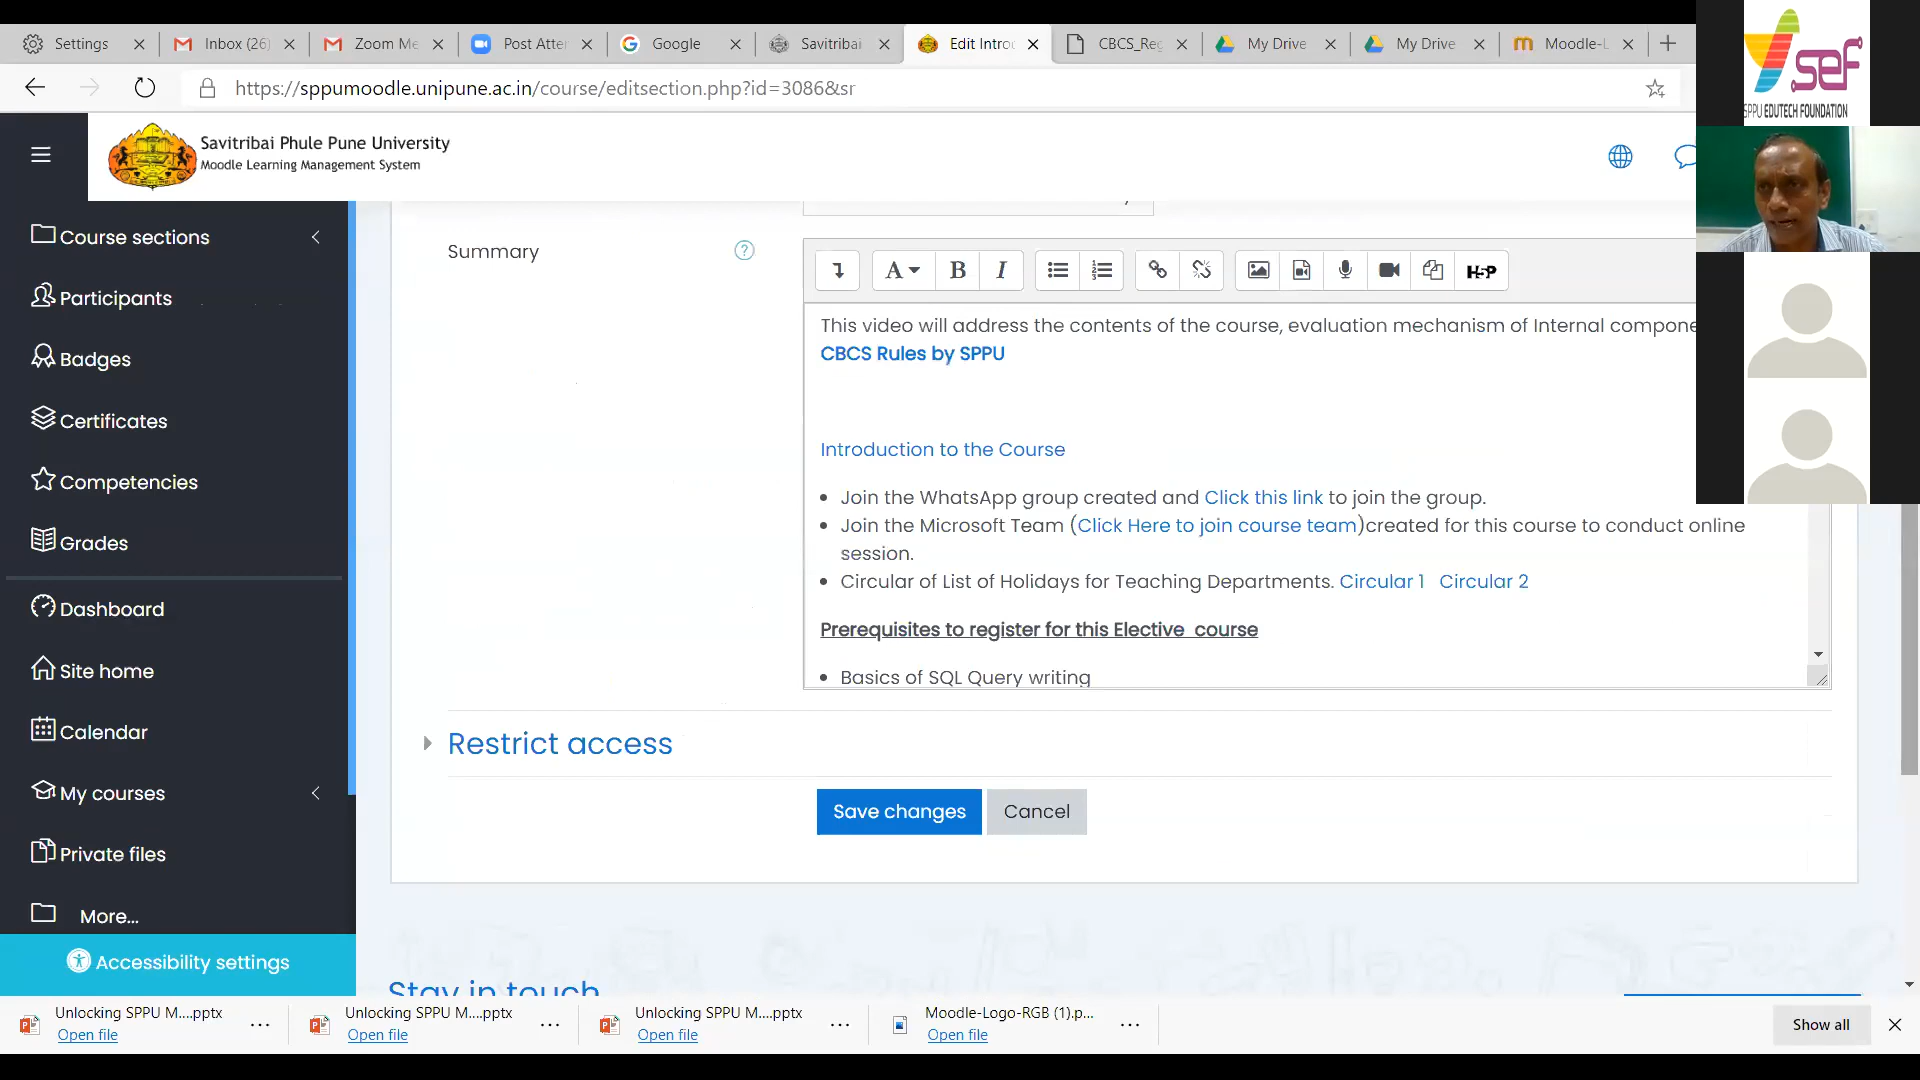 Settings
Inbox (26)
Zoom Me
Post Atter
Google
Savitribai
Edit Intro
CBCS_Reg
My Drive
My Drive
Moodle-L
https://sppumoodle.unipune.ac.in/course/editsection.php?id=3086&sr
sef
SPPU EDUTECH FOUNDATION
Savitribai Phule Pune University
Moodle Learning Management System
Course sections
Participants
Badges
Certificates
Competencies
Grades
Dashboard
Site home
Calendar
My courses
Private files
More...
Accessibility settings
Summary
A
B
I
H5P
This video will address the contents of the course, evaluation mechanism of Internal compone
CBCS Rules by SPPU
Introduction to the Course
Join the WhatsApp group created and Click this link to join the group.
Join the Microsoft Team (Click Here to join course team)created for this course to conduct online
session.
Circular of List of Holidays for Teaching Departments. Circular 1 Circular 2
Prerequisites to register for this Elective course
Basics of SQL Query writing
Restrict access
Save changes
Cancel
Stay in touch
Unlocking SPPU M....pptx
Open file
Unlocking SPPU M....pptx
Open file
Unlocking SPPU M....pptx
Open file
Moodle-Logo-RGB (1).p...
Open file
Show all